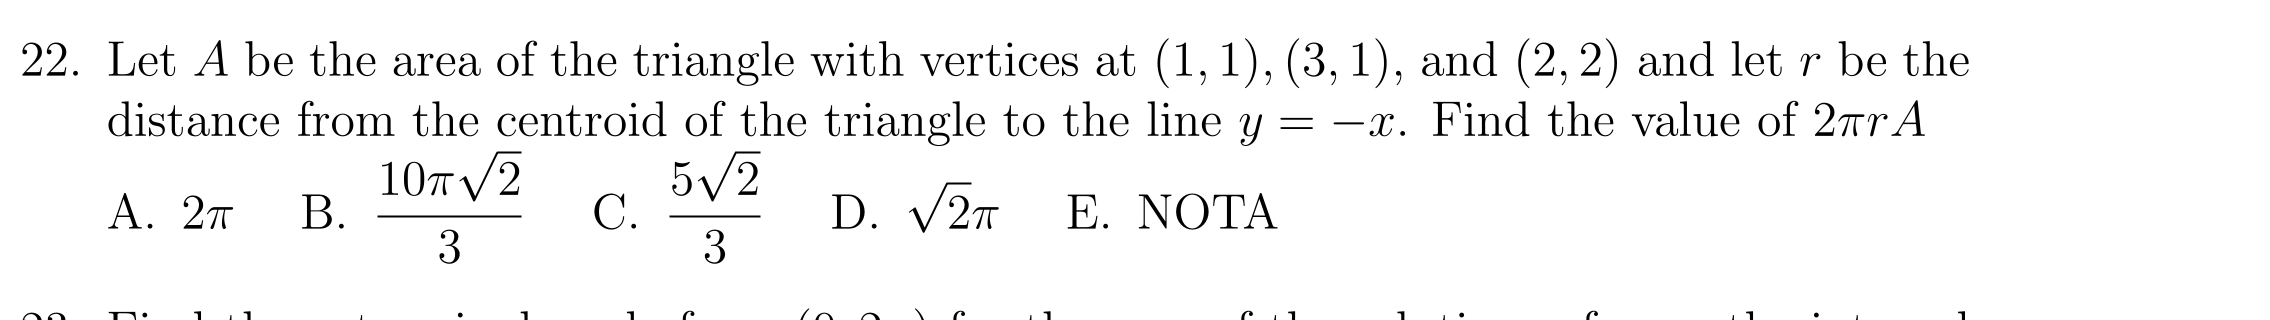 22. Let A be the area of the triangle with vertices at (1, 1), (3, 1), and (2, 2) and let r be the
distance from the centroid of the triangle to the line y = −x. Find the value of 2πrA
A. 2π B. 10π√2/3 C. 5√2/3 D. √2π E. NOTA